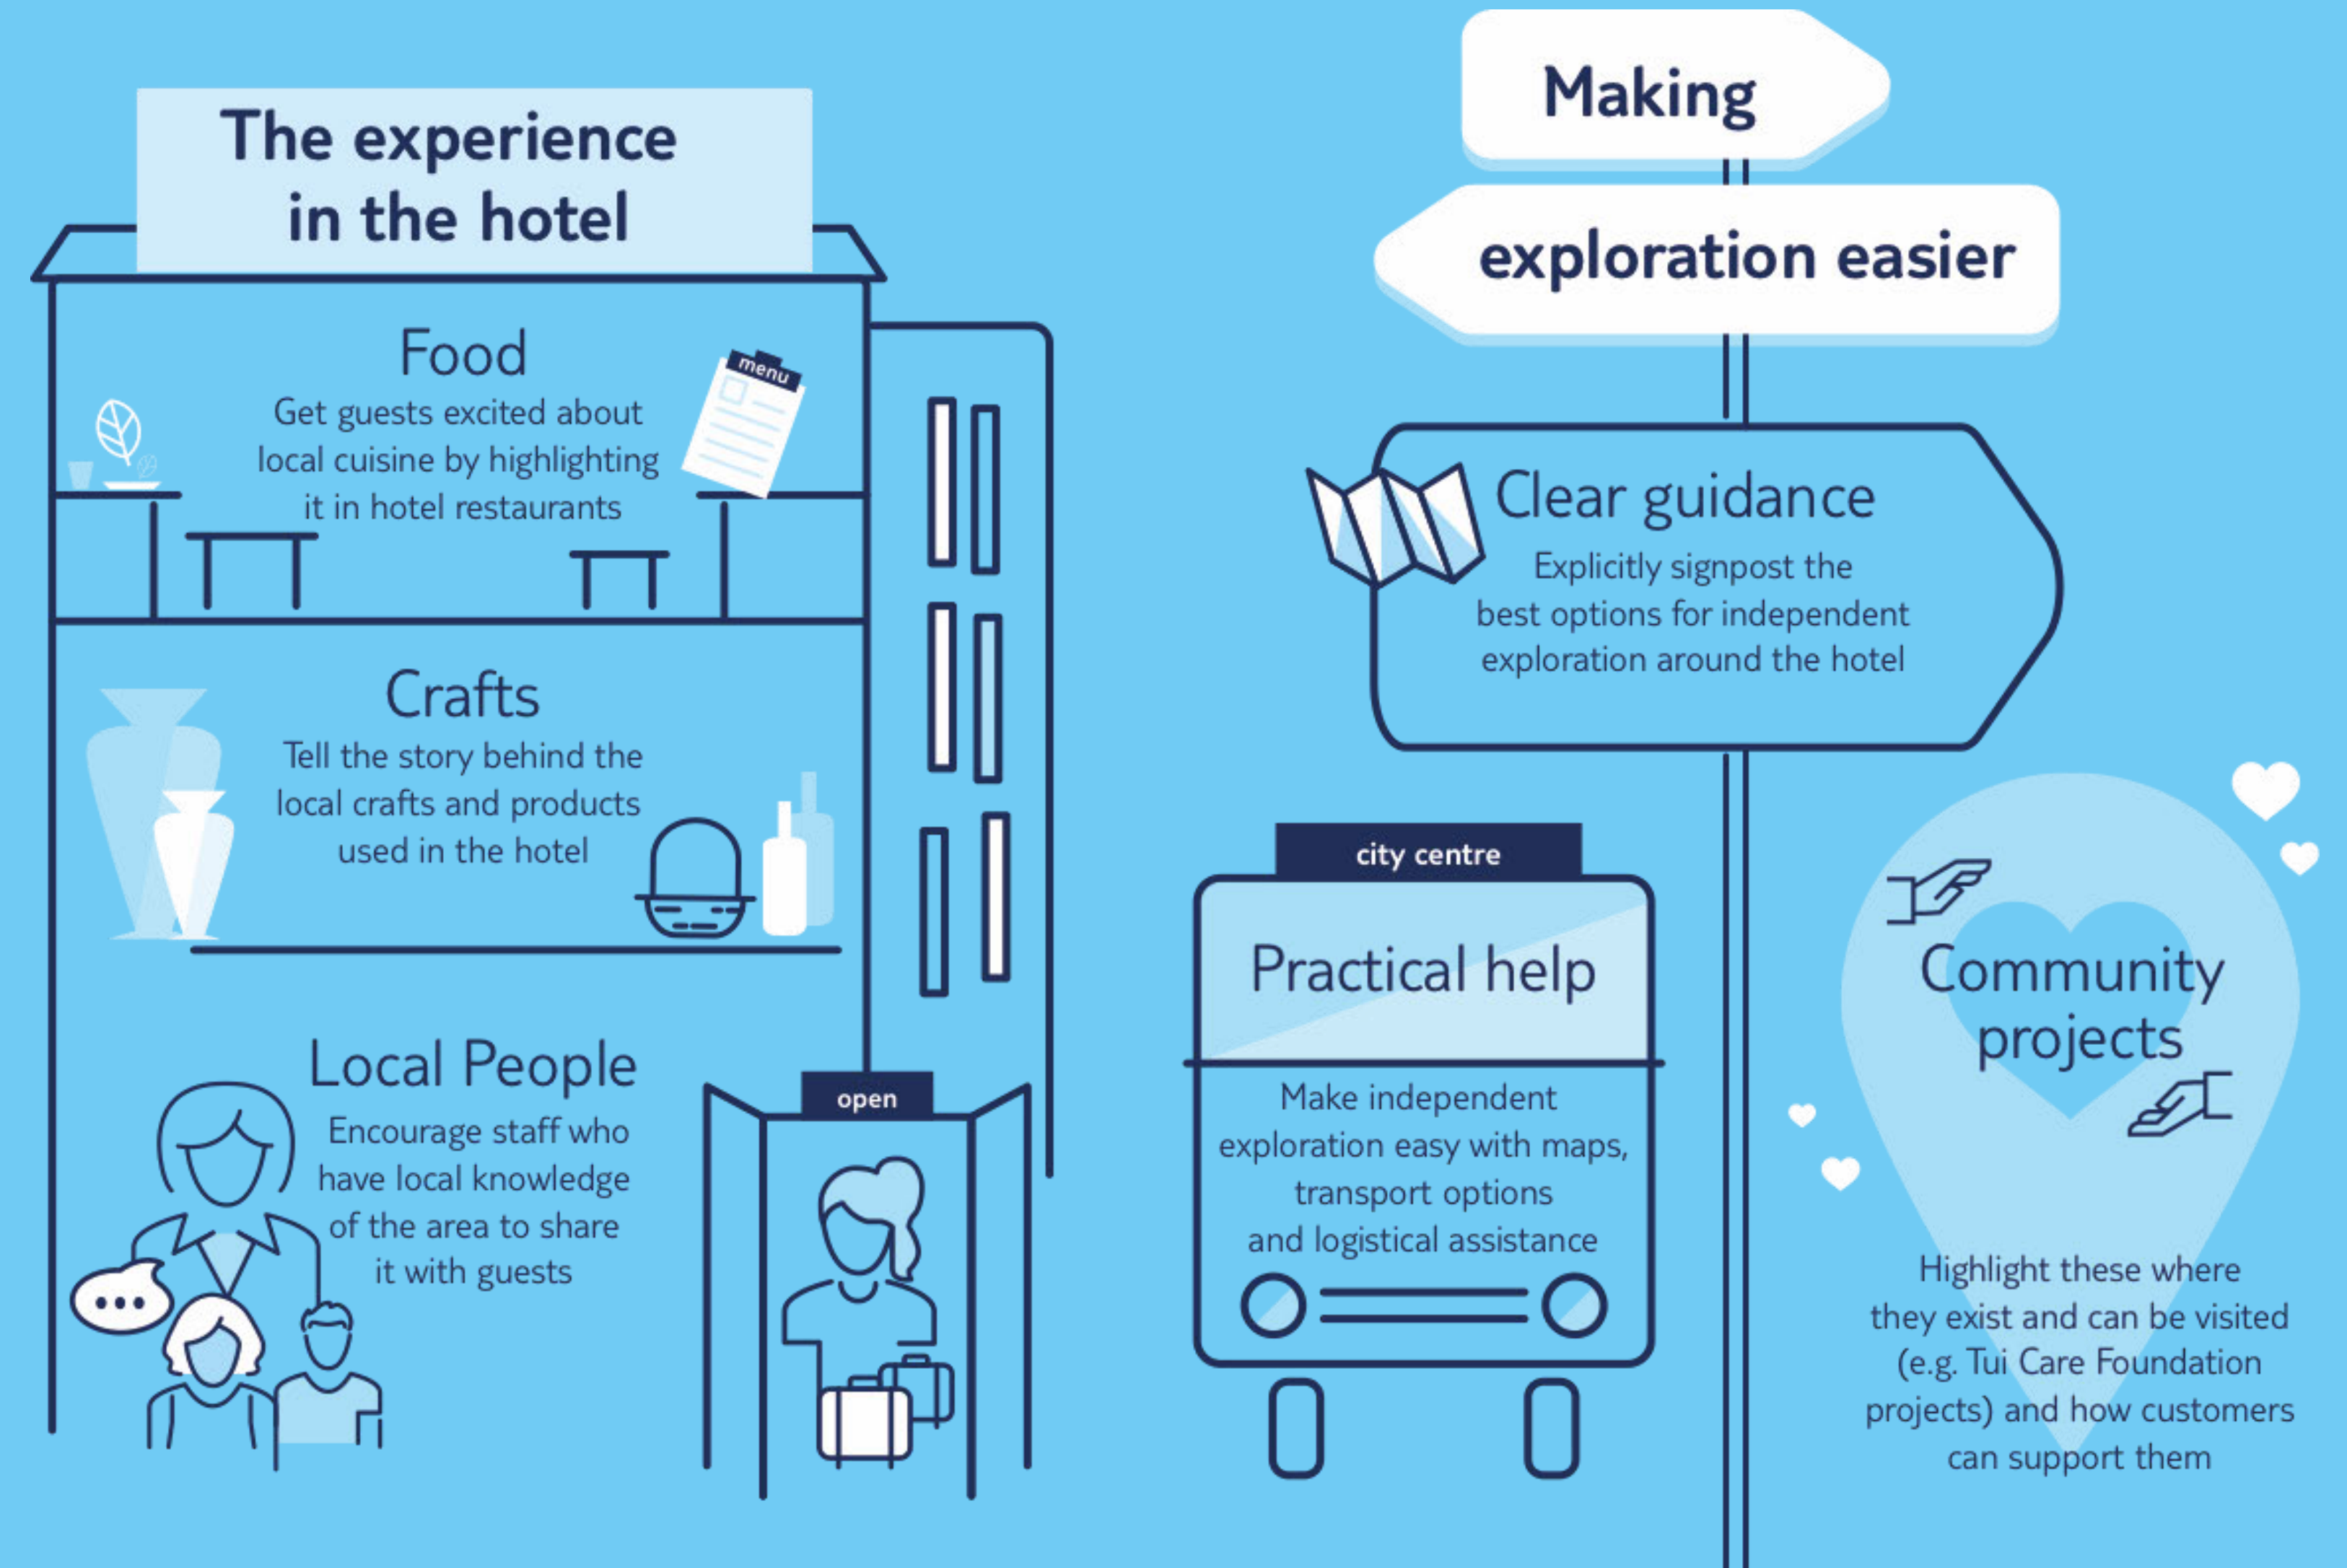 The experience
in the hotel
Food
menu
Get guests excited about
local cuisine by highlighting
it in hotel restaurants
Crafts
Tell the story behind the
local crafts and products
used in the hotel
Local People
Encourage staff who
have local knowledge
of the area to share
it with guests
open
Making
exploration easier
Clear guidance
Explicitly signpost the
best options for independent
exploration around the hotel
city centre
Practical help
Make independent
exploration easy with maps,
transport options
and logistical assistance
Community
projects
Highlight these where
they exist and can be visited
(e.g. Tui Care Foundation
projects) and how customers
can support them